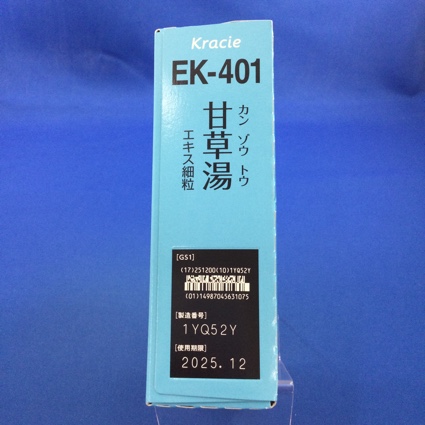 Kracie
EK-401
カンゾウトウ
甘草湯
エキス細粒
[GS1]
(17)251200(10)1YQ52Y
(01)14987045631075
[製造番号]
1YQ52Y
[使用期限]
2025.12